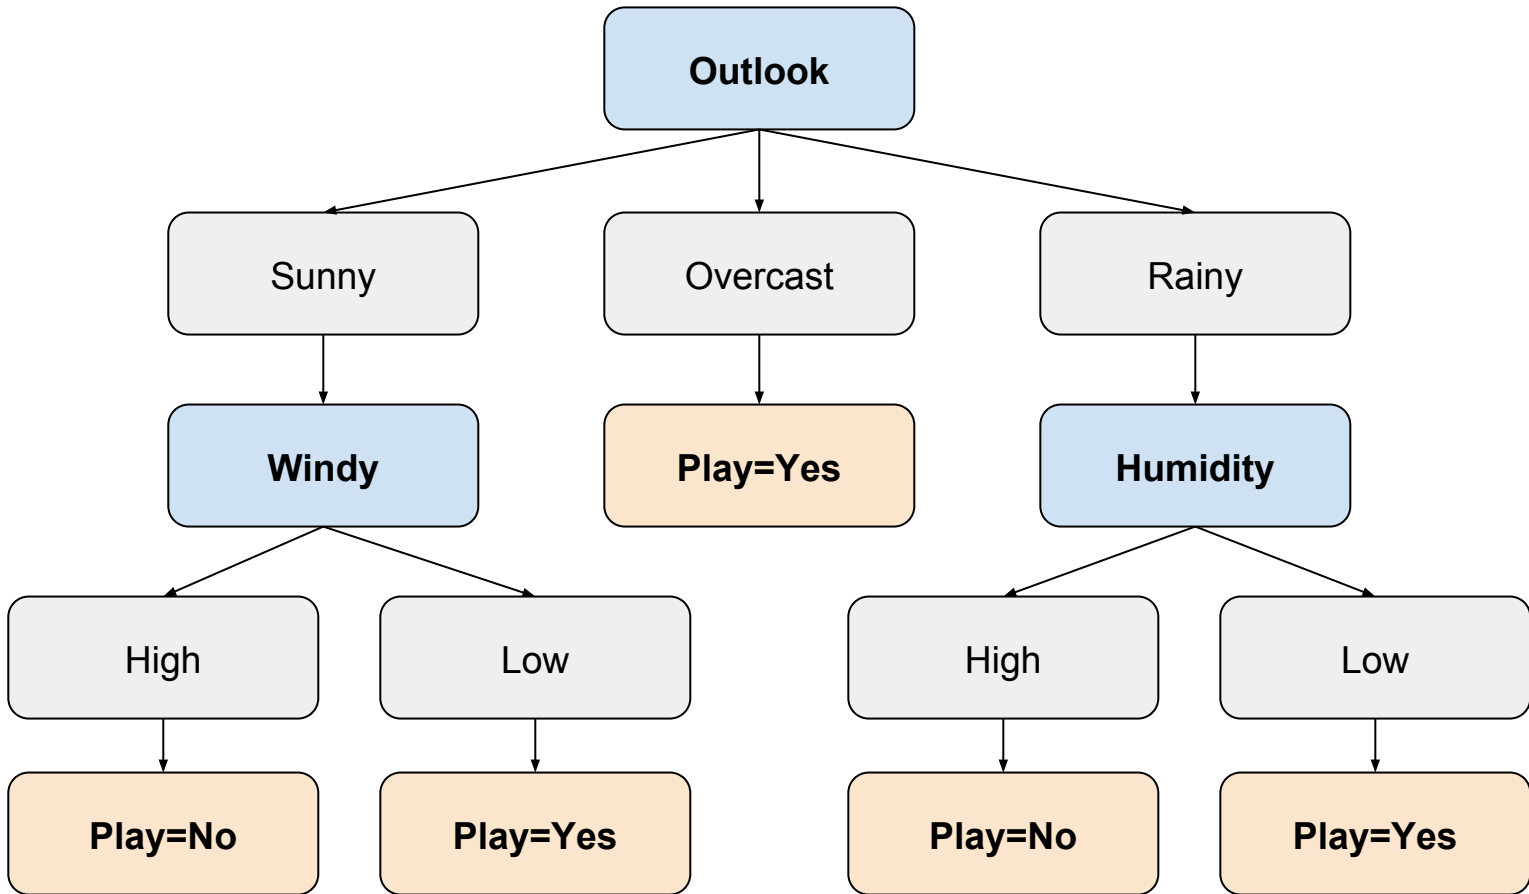 Outlook
Sunny
Overcast
Rainy
Windy
Play=Yes
Humidity
High
Low
High
Low
Play=No
Play=Yes
Play=No
Play=Yes